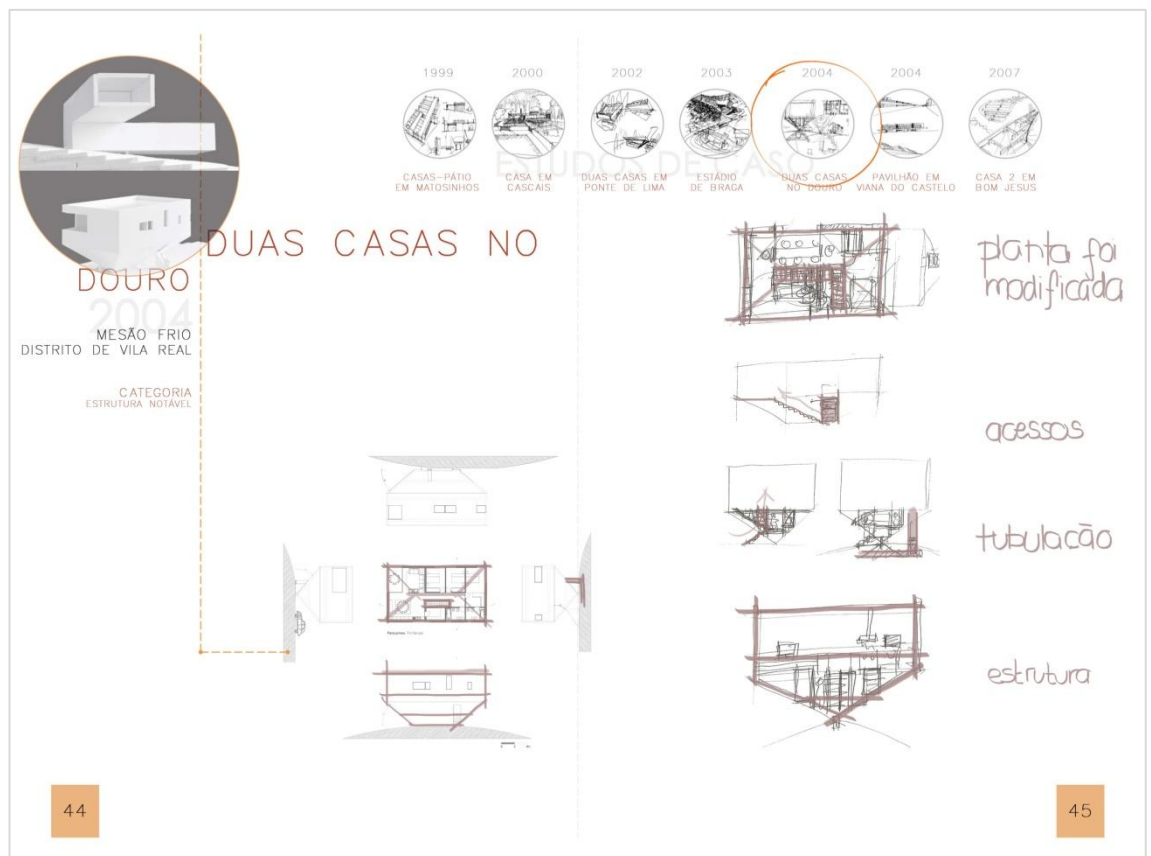 1999
2000
2002
2003
2004
2004
2007
ESTUDOS DE CASO
CASAS-PÁTIO
EM MATOSINHOS
CASA EM
CASCAIS
DUAS CASAS EM
PONTE DE LIMA
ESTÁDIO
DE BRAGA
DUAS CASAS
NO DOURO
PAVILHÃO EM
VIANA DO CASTELO
CASA 2 EM
BOM JESUS
DUAS CASAS NO
DOURO
2004
MESÃO FRIO
DISTRITO DE VILA REAL
CATEGORIA
ESTRUTURA NOTÁVEL
planta foi
modificada
acessos
tubulacão
estrutura
44
45